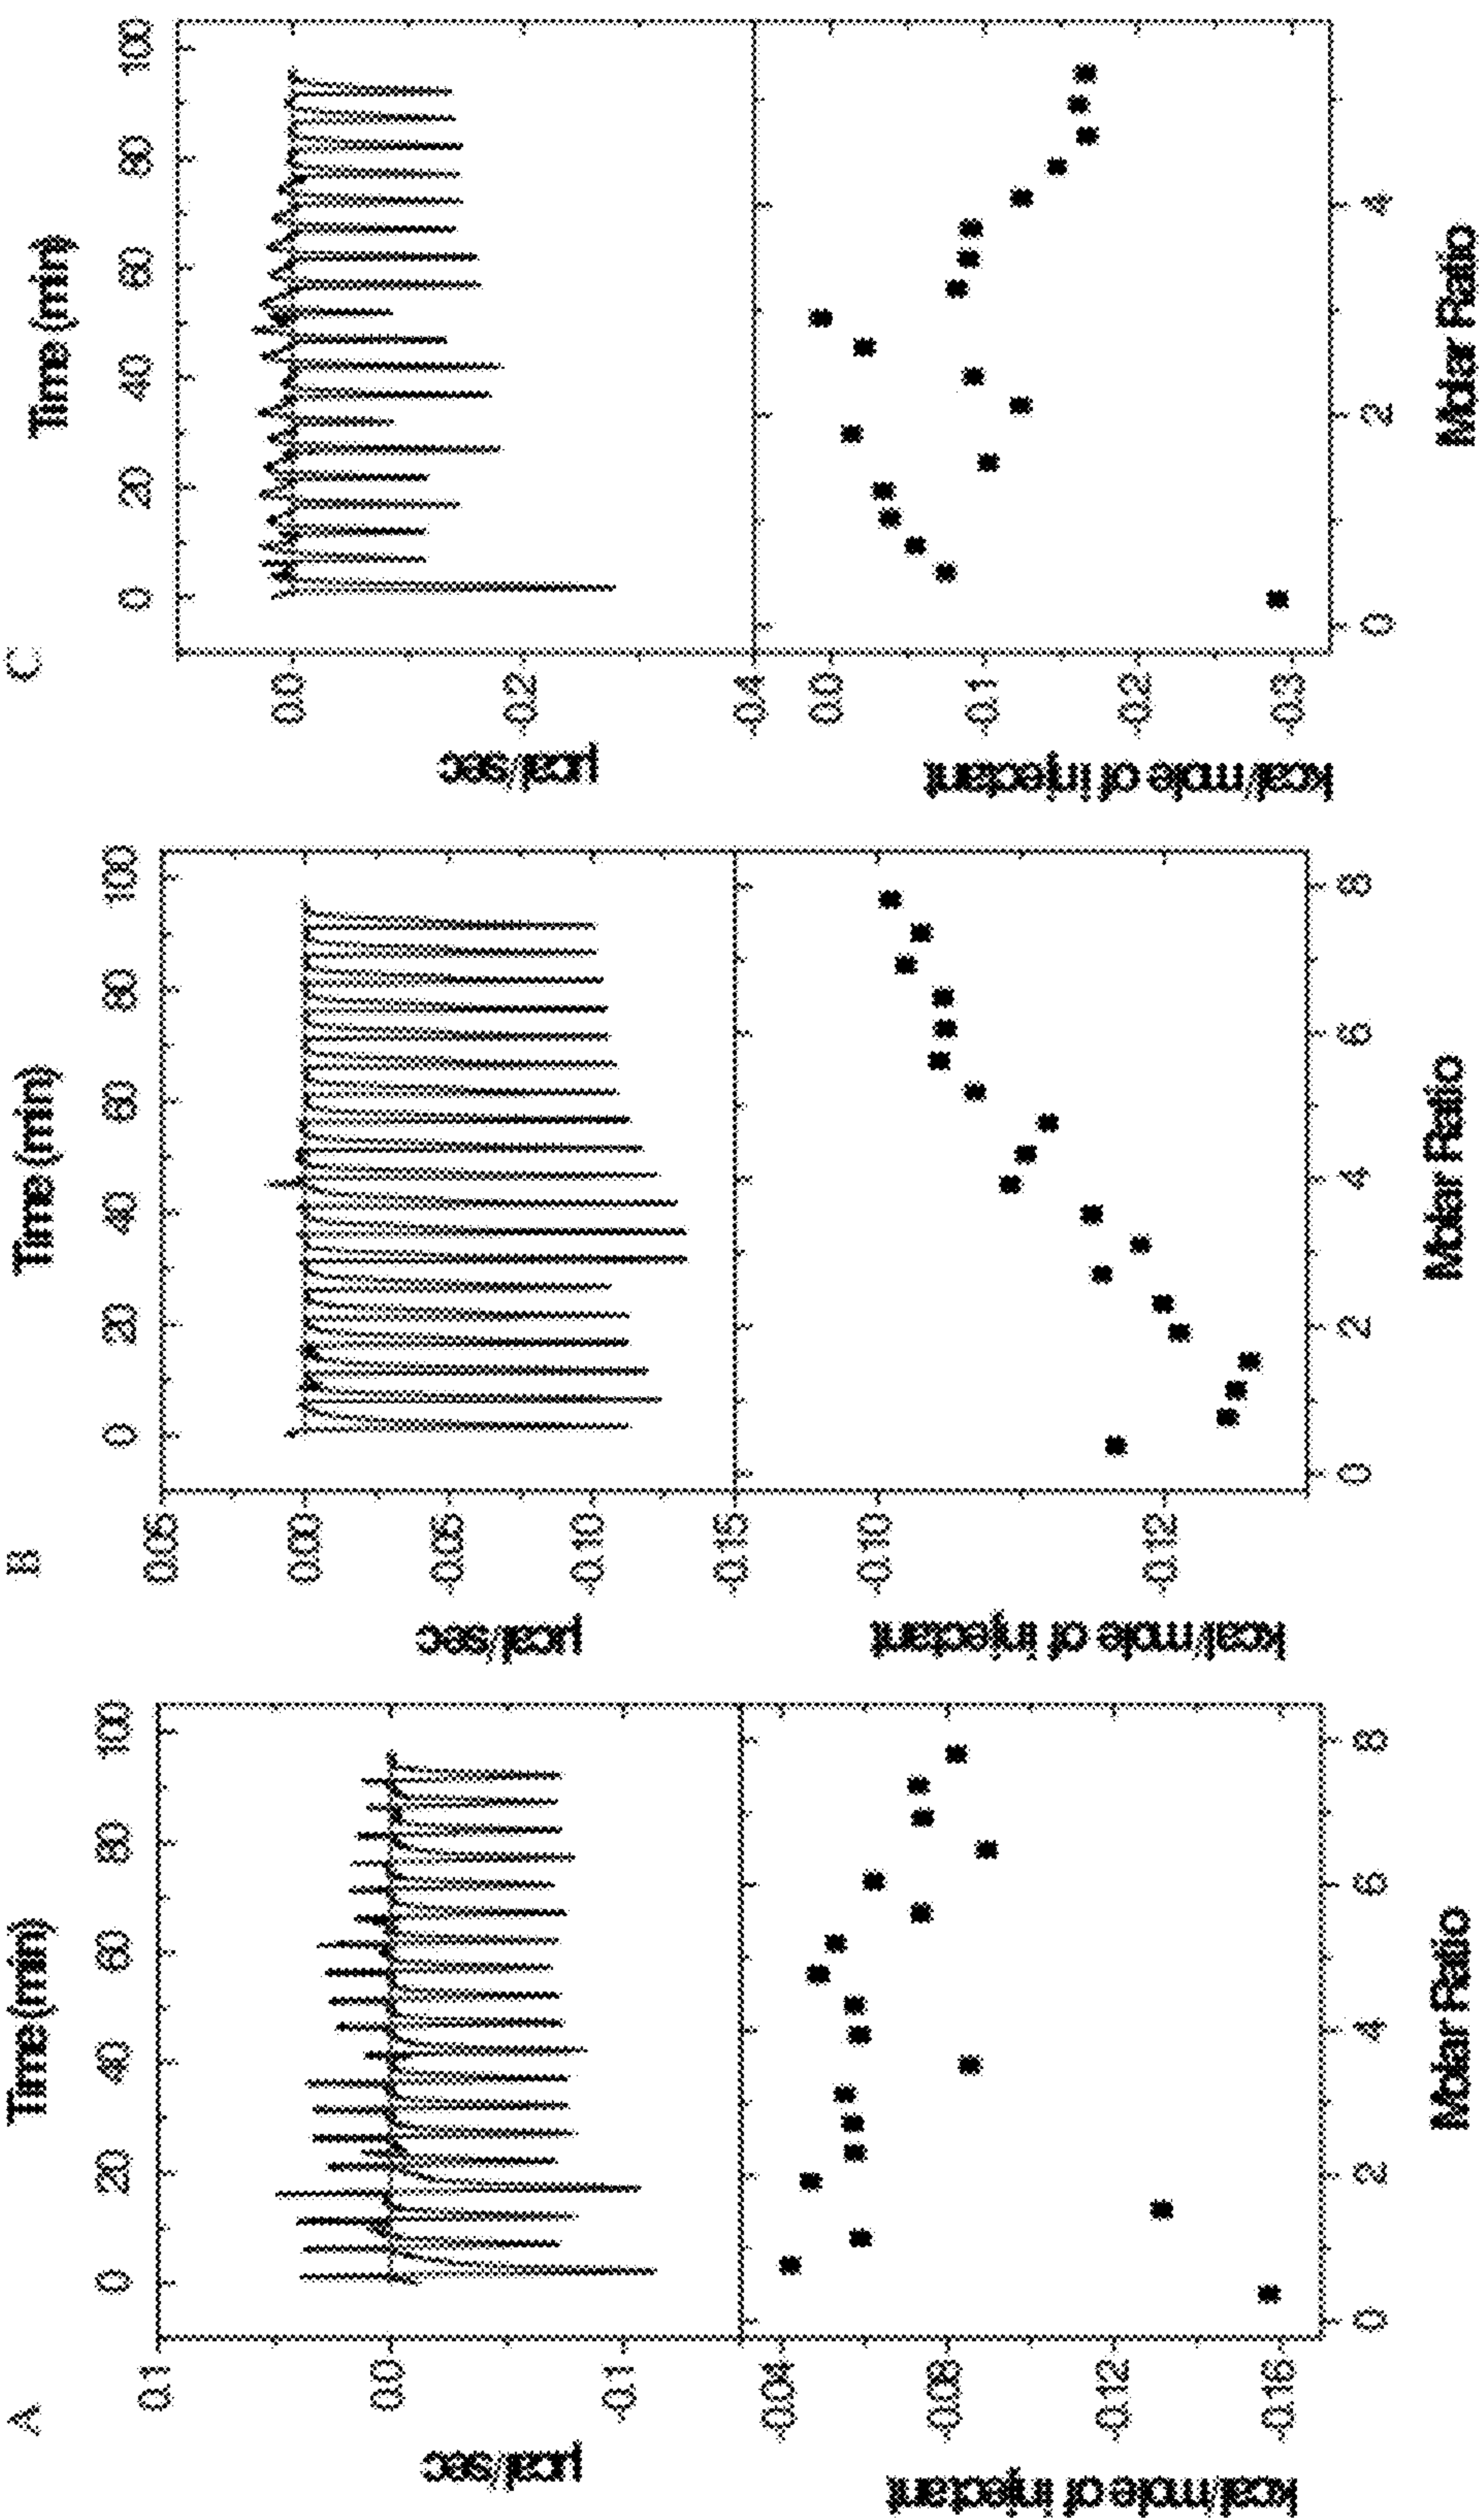 A
Time (min)
0 20 40 60 80 100
0.1
0.0
-0.1
µcal/sec
-0.04
-0.08
-0.12
-0.16
kcal/mole of injectant
0 2 4 6 8
Molar Ratio
B
Time (min)
0 20 40 60 80 100
0.05
0.00
-0.05
-0.10
-0.15
µcal/sec
-0.10
-0.12
kcal/mole of injectant
0 2 4 6 8
Molar Ratio
C
Time (min)
0 20 40 60 80 100
0.0
-0.2
-0.4
µcal/sec
0.0
-0.1
-0.2
-0.3
kcal/mole of injectant
0 2 4
Molar Ratio